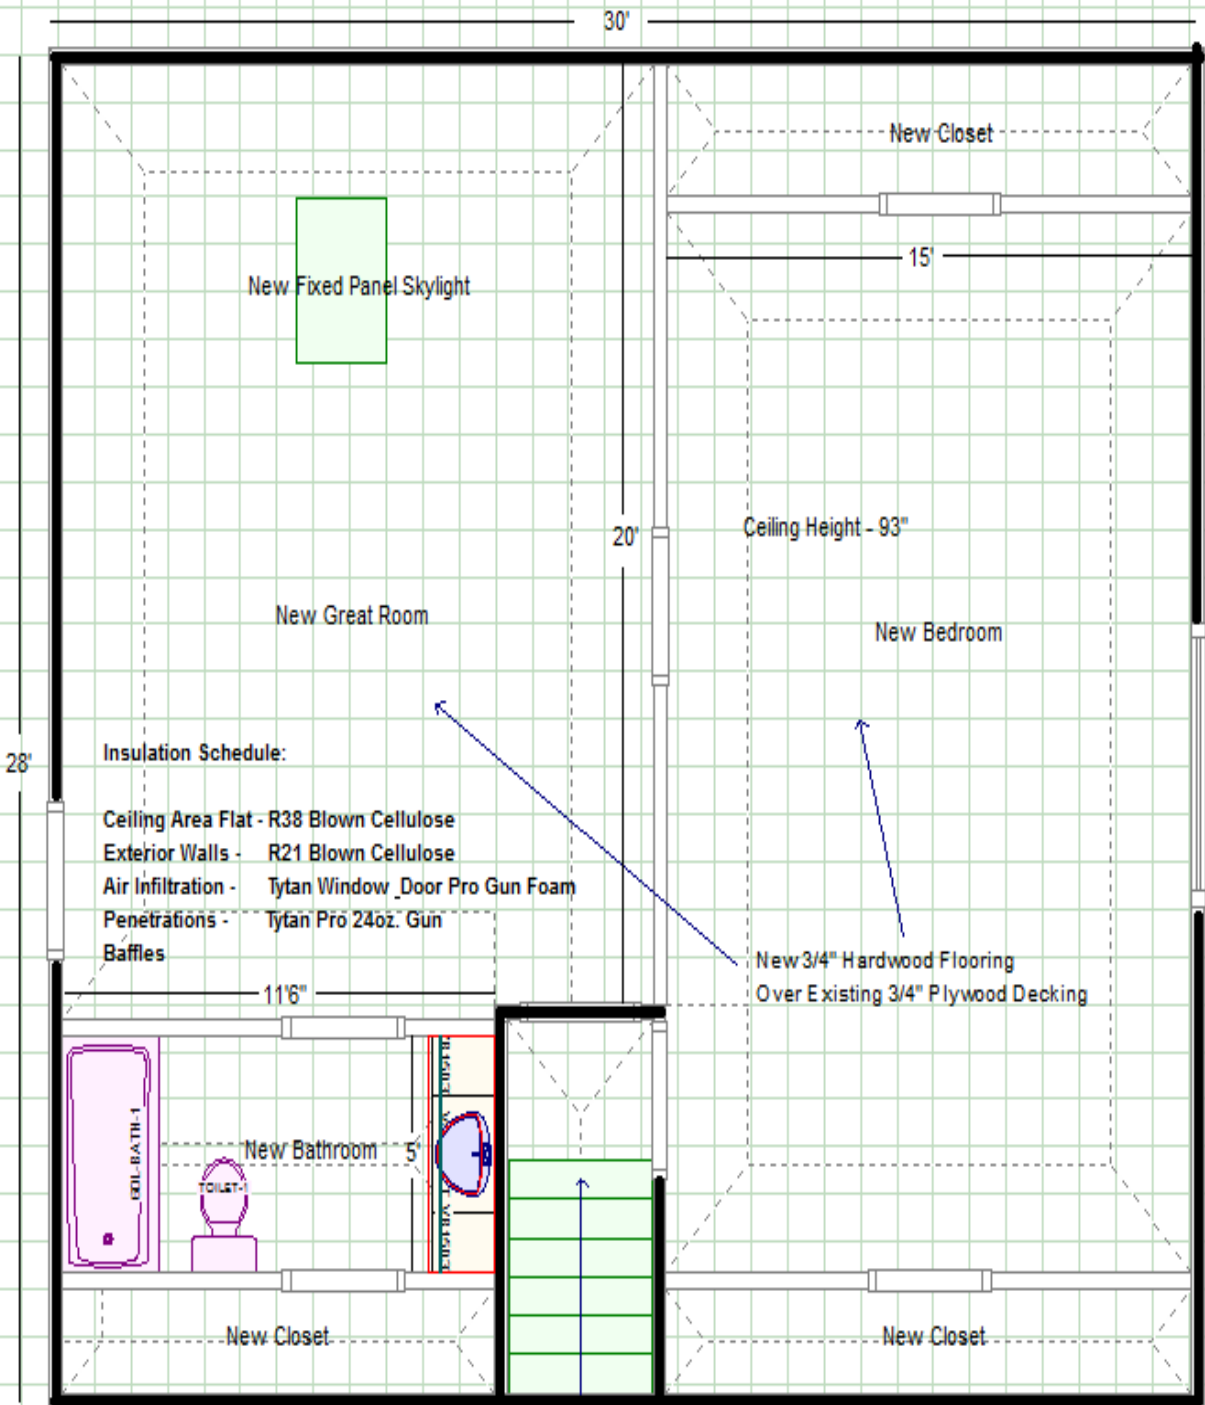 30'
New Closet
15'
New Fixed Panel Skylight
Ceiling Height - 93"
20'
New Great Room
New Bedroom
28'
Insulation Schedule:
Ceiling Area Flat - R38 Blown Cellulose
Exterior Walls - R21 Blown Cellulose
Air Infiltration - Tytan Window_Door Pro Gun Foam
Penetrations - Tytan Pro 24oz. Gun
Baffles
New 3/4" Hardwood Flooring
Over Existing 3/4" Plywood Decking
11'6"
New Bathroom
5'
TOILET-1
New Closet
New Closet